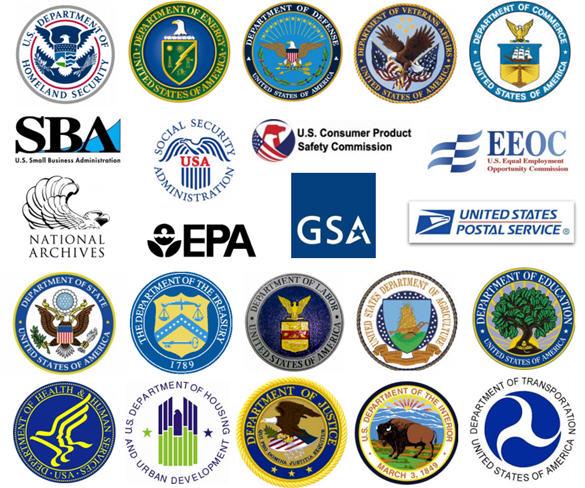 U.S. DEPARTMENT OF
HOMELAND SECURITY
DEPARTMENT OF ENERGY
UNITED STATES OF AMERICA
DEPARTMENT OF DEFENSE
UNITED STATES OF AMERICA
DEPARTMENT OF VETERANS AFFAIRS
UNITED STATES OF AMERICA
DEPARTMENT OF COMMERCE
UNITED STATES OF AMERICA
SBA
U.S. Small Business Administration
SOCIAL SECURITY
USA
ADMINISTRATION
U.S. Consumer Product
Safety Commission
EEOC
U.S. Equal Employment
Opportunity Commission
NATIONAL
ARCHIVES
EPA
GSA
UNITED STATES
POSTAL SERVICE ®
DEPARTMENT OF STATE
UNITED STATES OF AMERICA
THE DEPARTMENT OF THE TREASURY
1789
DEPARTMENT OF LABOR
UNITED STATES OF AMERICA
UNITED STATES DEPARTMENT OF AGRICULTURE
DEPARTMENT OF EDUCATION
UNITED STATES OF AMERICA
DEPARTMENT OF HEALTH & HUMAN SERVICES
USA
U.S. DEPARTMENT OF HOUSING
AND URBAN DEVELOPMENT
DEPARTMENT OF JUSTICE
QUI PRO DOMINA JUSTITIA SEQUITUR
U.S. DEPARTMENT OF THE INTERIOR
MARCH 3, 1849
DEPARTMENT OF TRANSPORTATION
UNITED STATES OF AMERICA